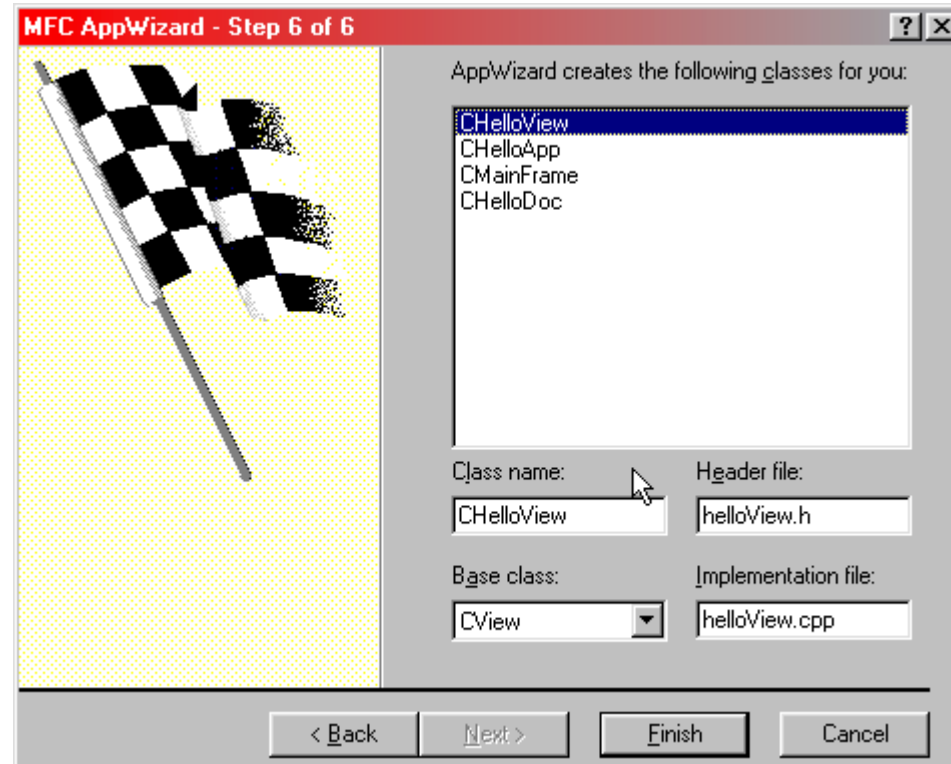 MFC AppWizard - Step 6 of 6
AppWizard creates the following classes for you:
CHelloView
CHelloApp
CMainFrame
CHelloDoc
Class name:
Header file:
CHelloView
helloView.h
Base class:
Implementation file:
CView
helloView.cpp
< Back
Next >
Finish
Cancel